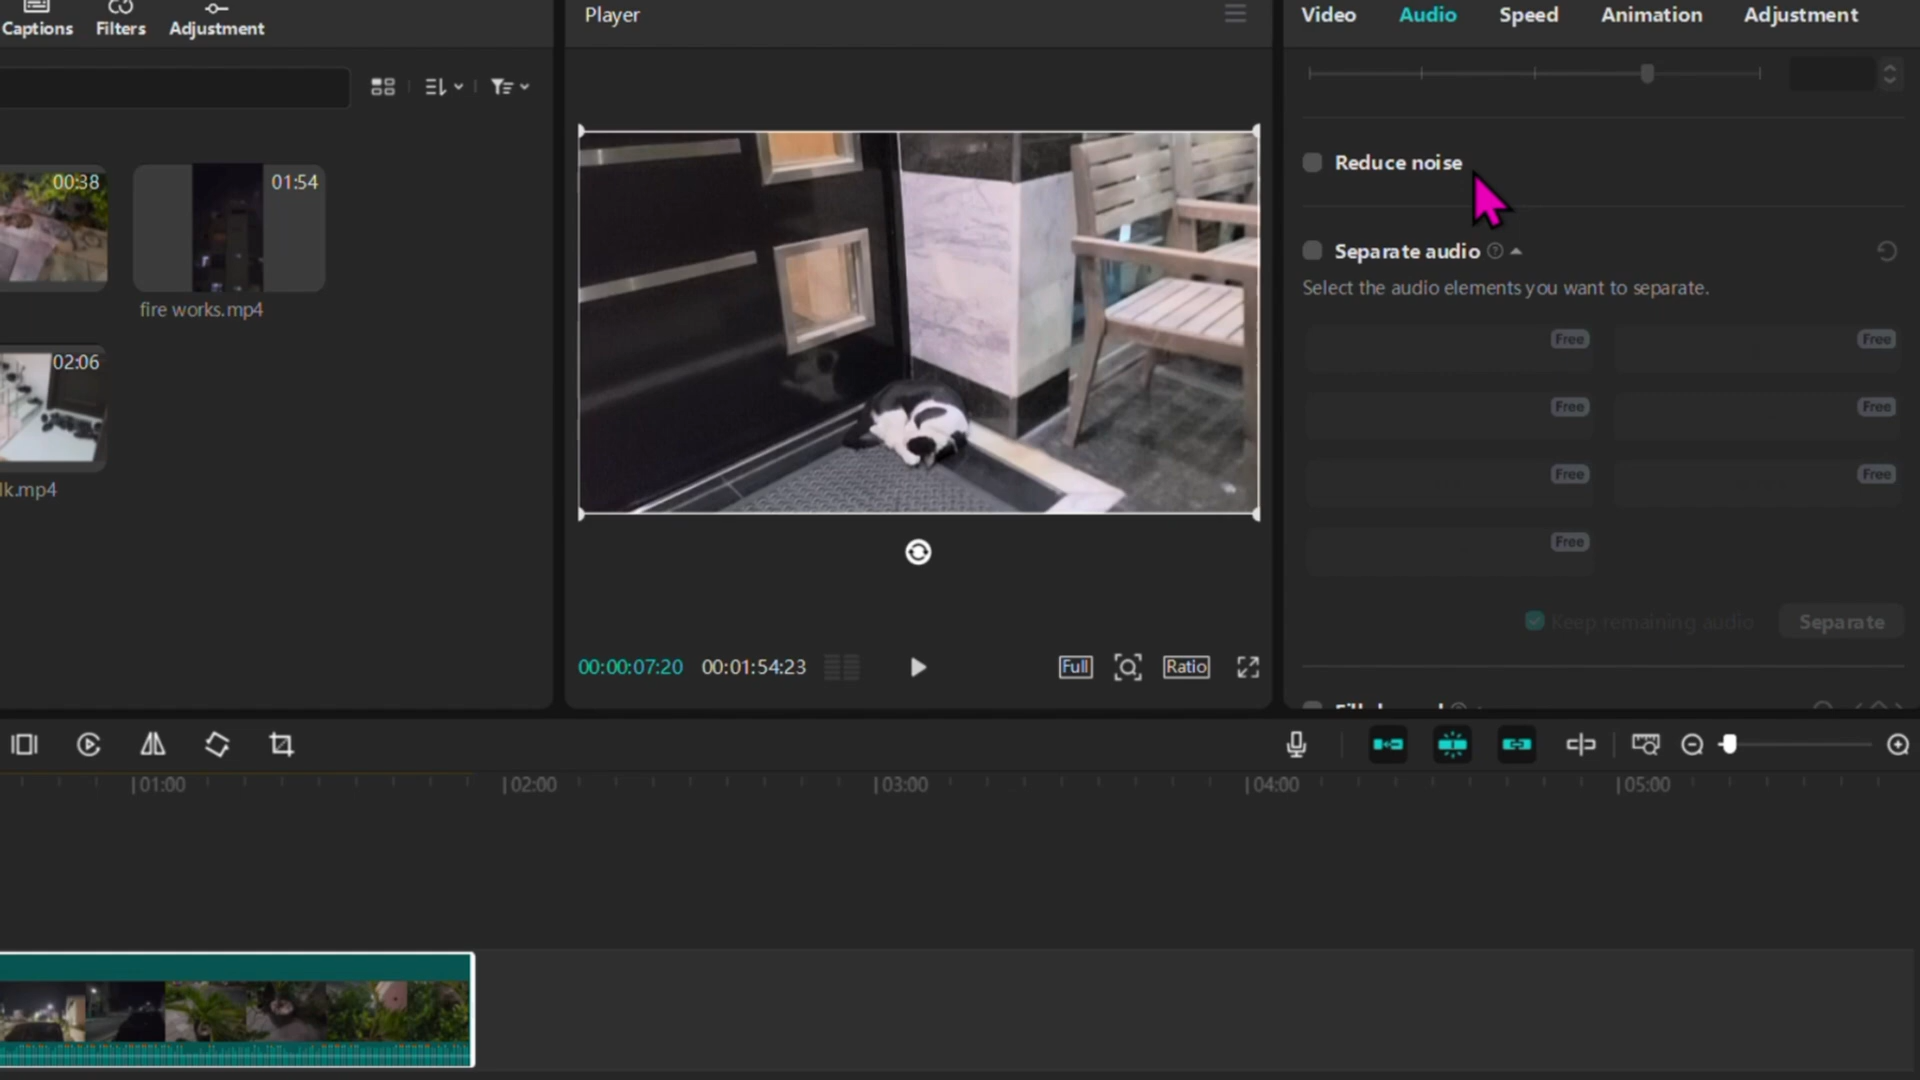 Captions Filters Adjustment
Player
Video Audio Speed Animation Adjustment
00:38
01:54
fire works.mp4
02:06
lk.mp4
Reduce noise
Separate audio
Select the audio elements you want to separate.
Free Free
Free Free
Free Free
Free
Keep remaining audio Separate
00:00:07:20 00:01:54:23 Full Ratio
01:00 02:00 03:00 04:00 05:00